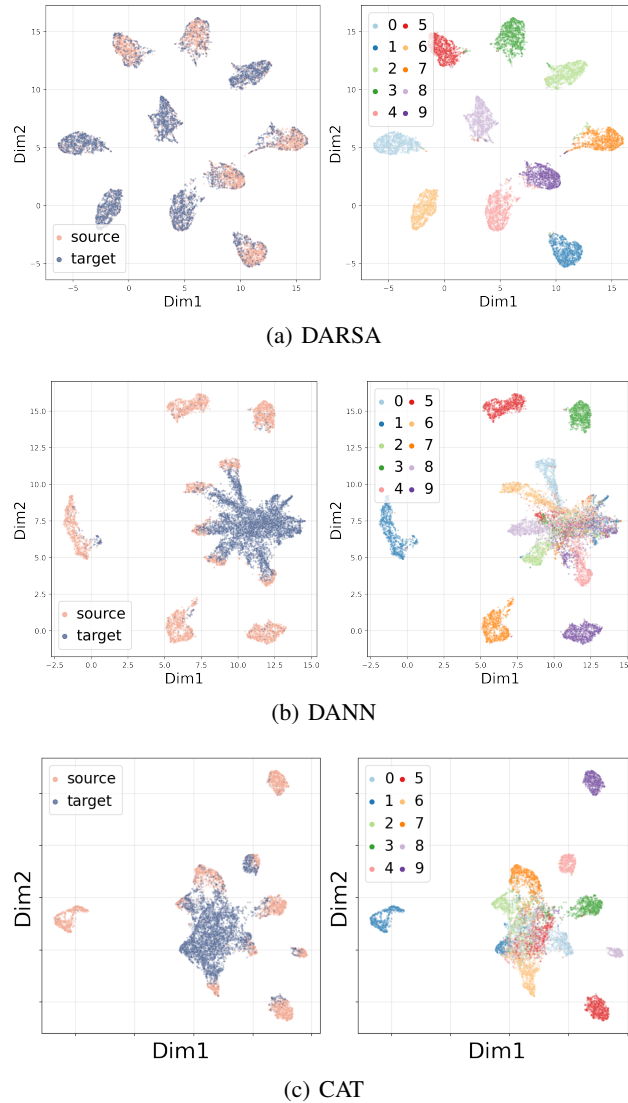 15
10
5
0
−5
Dim2
source
target
−5 0 5 10 15
Dim1
15
10
5
0
−5
Dim2
0 5
1 6
2 7
3 8
4 9
−5 0 5 10 15
Dim1
(a) DARSA
15.0
12.5
10.0
7.5
5.0
2.5
0.0
Dim2
source
target
−2.5 0.0 2.5 5.0 7.5 10.0 12.5 15.0
Dim1
15.0
12.5
10.0
7.5
5.0
2.5
0.0
Dim2
0 5
1 6
2 7
3 8
4 9
−2.5 0.0 2.5 5.0 7.5 10.0 12.5 15.0
Dim1
(b) DANN
source
target
Dim2
Dim1
0 5
1 6
2 7
3 8
4 9
Dim2
Dim1
(c) CAT